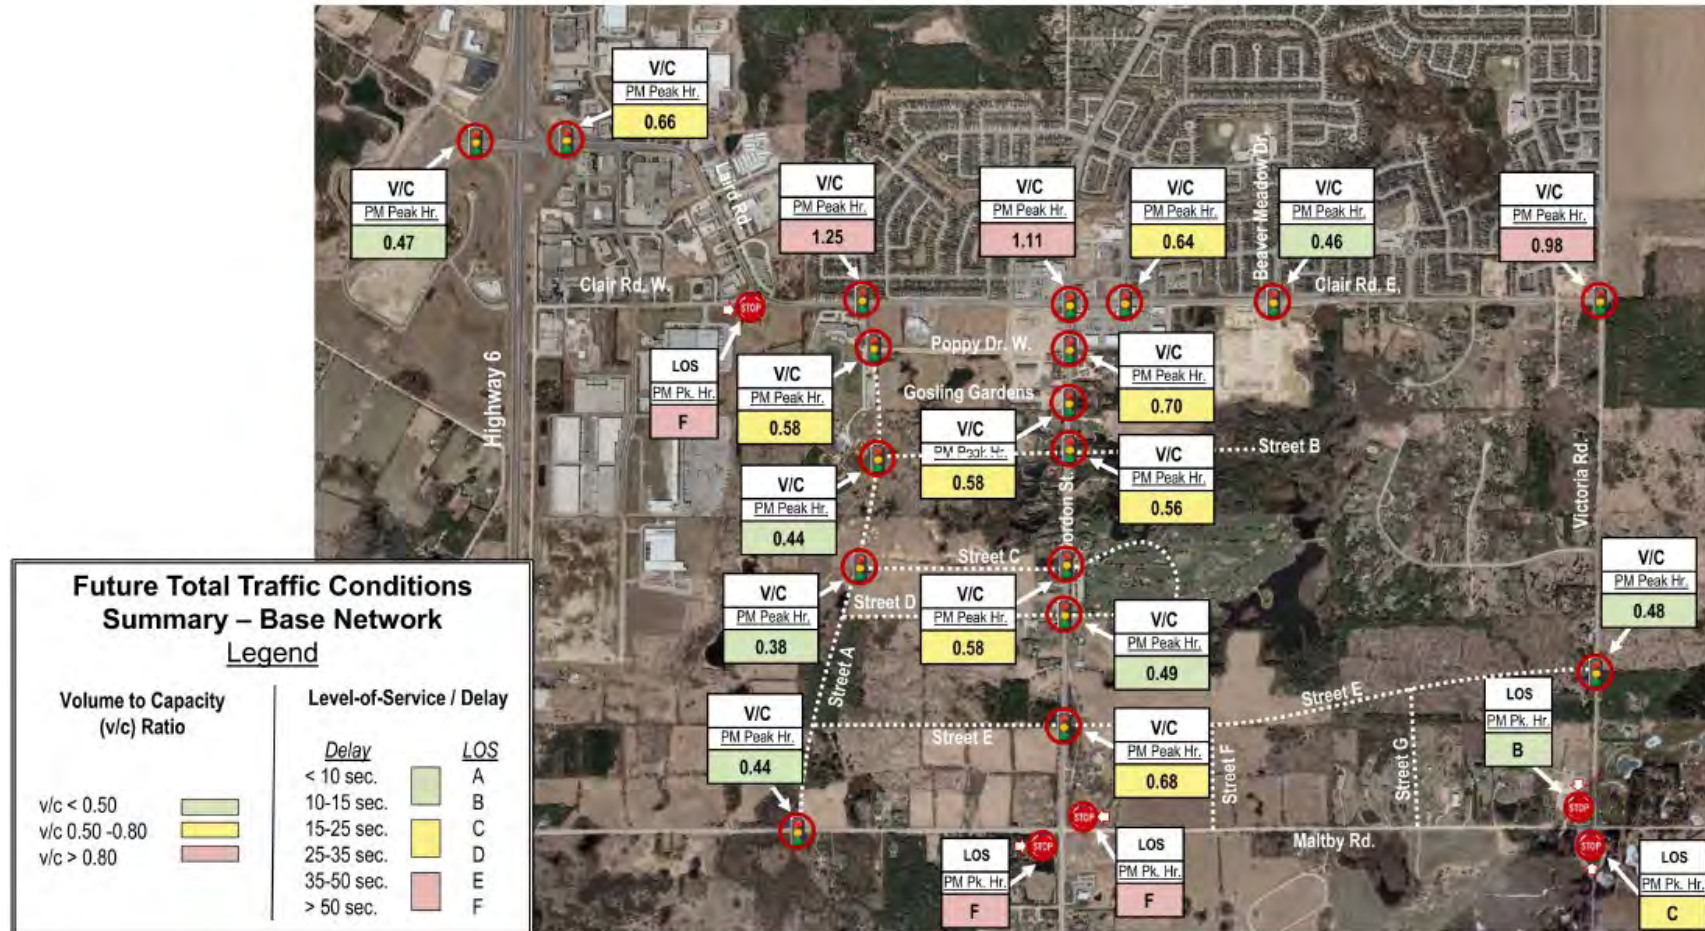 V/C
PM Peak Hr.
0.66
V/C
PM Peak Hr.
0.47
Laird Rd.
V/C
PM Peak Hr.
1.25
V/C
PM Peak Hr.
1.11
V/C
PM Peak Hr.
0.64
Beaver Meadow Dr.
V/C
PM Peak Hr.
0.46
V/C
PM Peak Hr.
0.98
Clair Rd. W.
Clair Rd. E.
STOP
Highway 6
LOS
PM Pk. Hr.
F
V/C
PM Peak Hr.
0.58
Poppy Dr. W.
Gosling Gardens
V/C
PM Peak Hr.
0.70
V/C
PM Peak Hr.
0.58
Street B
V/C
PM Peak Hr.
0.56
V/C
PM Peak Hr.
0.44
Gordon St.
Victoria Rd.
Street C
V/C
PM Peak Hr.
0.38
Street D
V/C
PM Peak Hr.
0.58
V/C
PM Peak Hr.
0.49
V/C
PM Peak Hr.
0.48
Street A
Street E
Street E
V/C
PM Peak Hr.
0.44
V/C
PM Peak Hr.
0.68
Street F
Street G
LOS
PM Pk. Hr.
B
STOP
STOP
STOP
STOP
Maltby Rd.
LOS
PM Pk. Hr.
F
LOS
PM Pk. Hr.
F
LOS
PM Pk. Hr.
C
Future Total Traffic Conditions
Summary – Base Network
Legend
Volume to Capacity
(v/c) Ratio
v/c < 0.50
v/c 0.50 -0.80
v/c > 0.80
Level-of-Service / Delay
Delay LOS
< 10 sec. A
10-15 sec. B
15-25 sec. C
25-35 sec. D
35-50 sec. E
> 50 sec. F